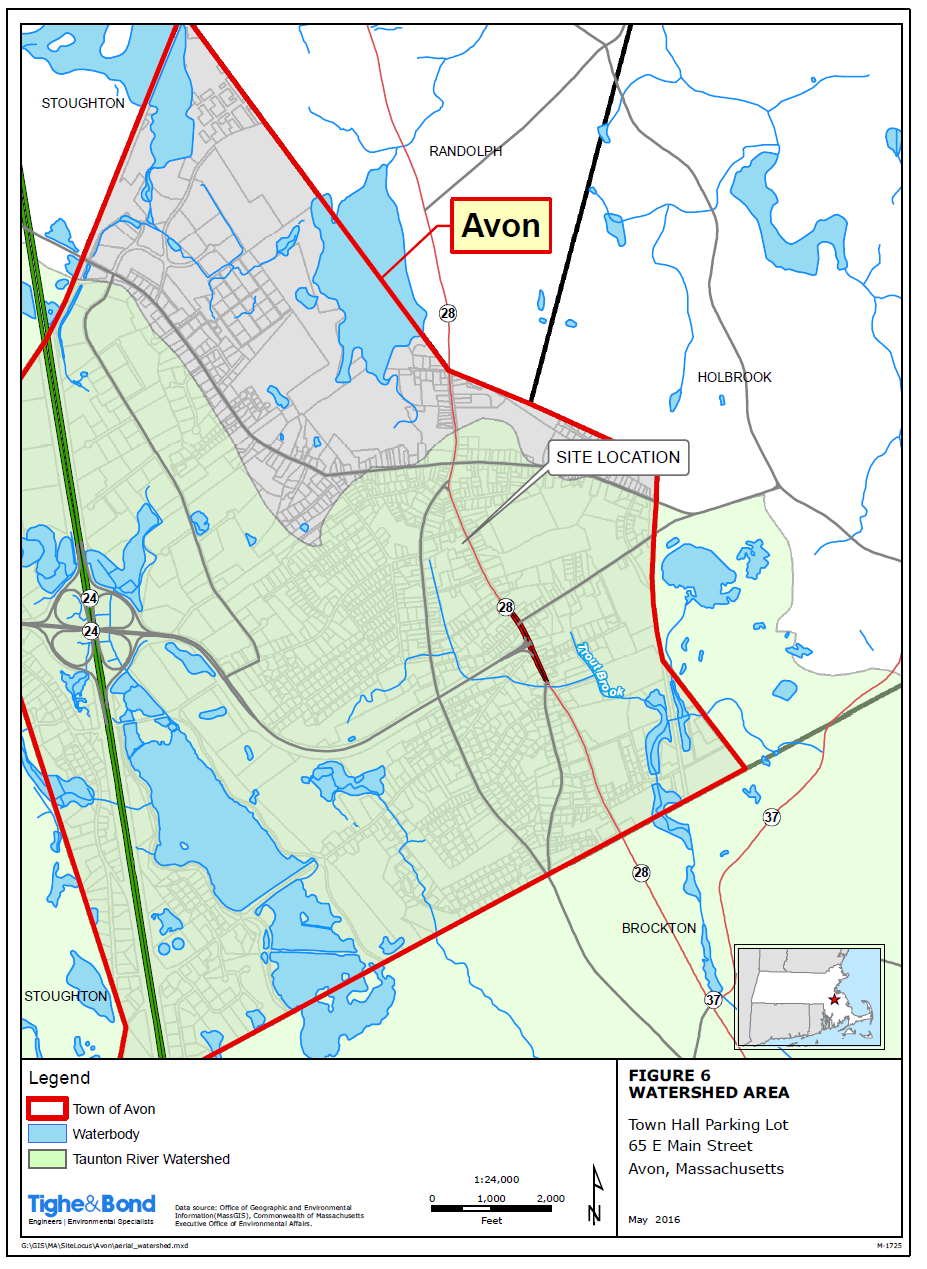 STOUGHTON
RANDOLPH
Avon
28
HOLBROOK
SITE LOCATION
24
28
24
Trout Brook
37
28
BROCKTON
STOUGHTON
37
Legend
Town of Avon
Waterbody
Taunton River Watershed
Tighe&Bond
Engineers | Environmental Specialists
Data source: Office of Geographic and Environmental
Information(MassGIS), Commonwealth of Massachusetts
Executive Office of Environmental Affairs.
1:24,000
0 1,000 2,000
Feet
N
FIGURE 6
WATERSHED AREA
Town Hall Parking Lot
65 E Main Street
Avon, Massachusetts
May 2016
G:\GIS\MA\SiteLocus\Avon\aerial_watershed.mxd
M-1725